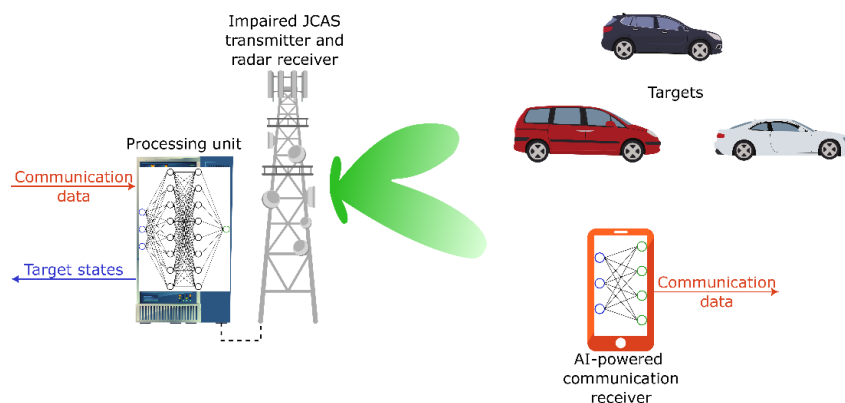 Impaired JCAS
transmitter and
radar receiver
Targets
Processing unit
Communication
data
Target states
Communication
data
AI-powered
communication
receiver